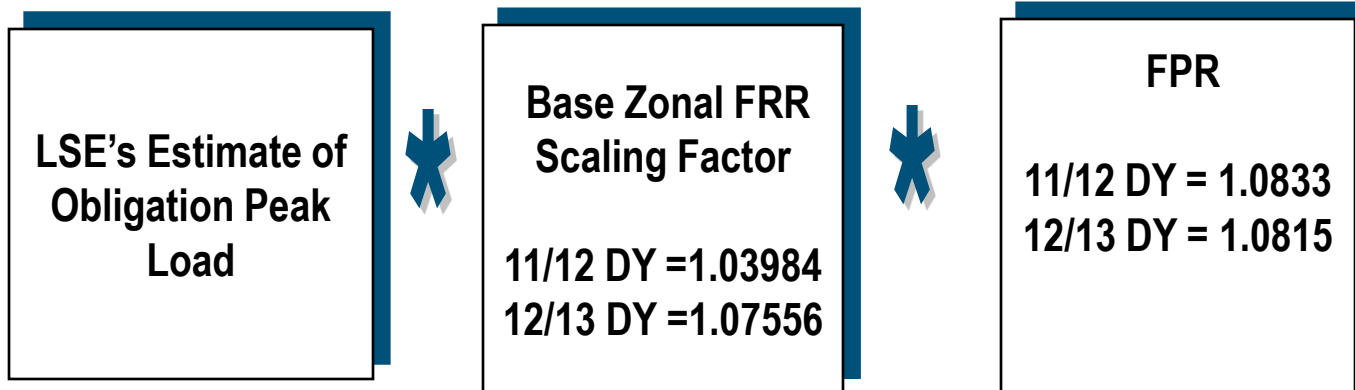 LSE's Estimate of
Obligation Peak
Load
*
Base Zonal FRR
Scaling Factor
11/12 DY =1.03984
12/13 DY =1.07556
*
FPR
11/12 DY = 1.0833
12/13 DY = 1.0815